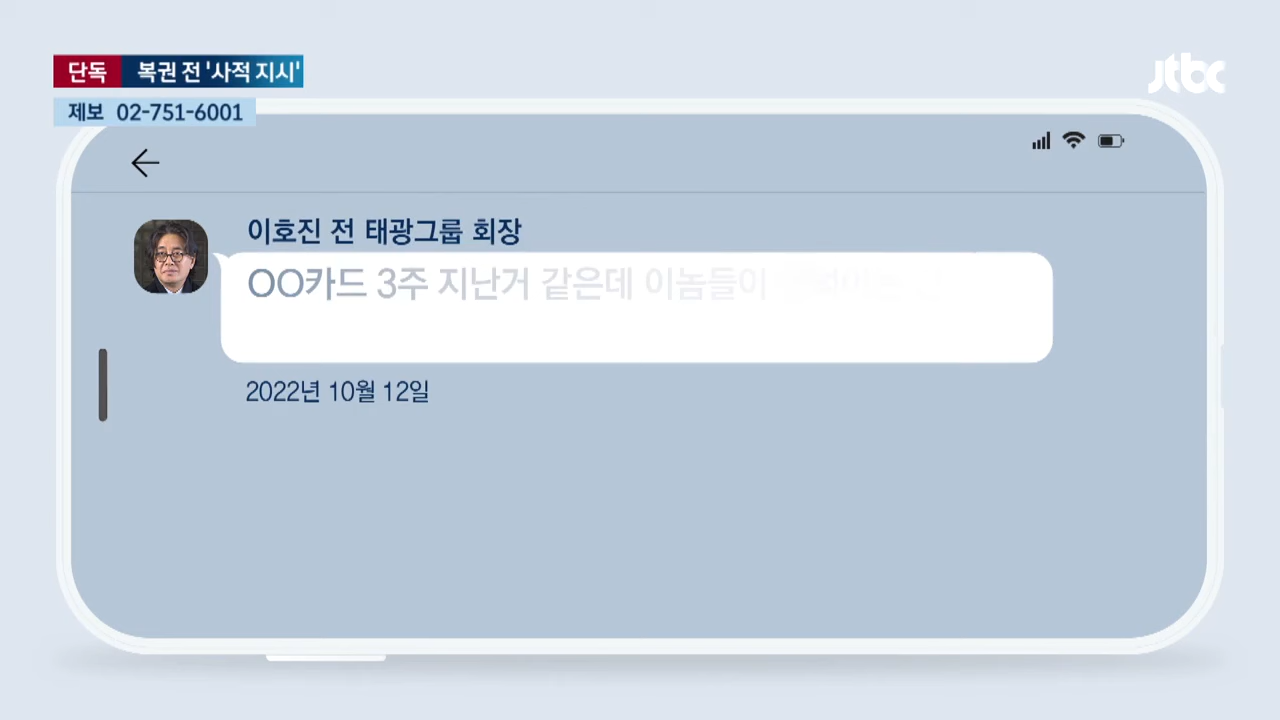 단독 복권 전 '사적 지시'
jtbc
제보 02-751-6001
이호진 전 태광그룹 회장
OO카드 3주 지난거 같은데 이놈들이
2022년 10월 12일